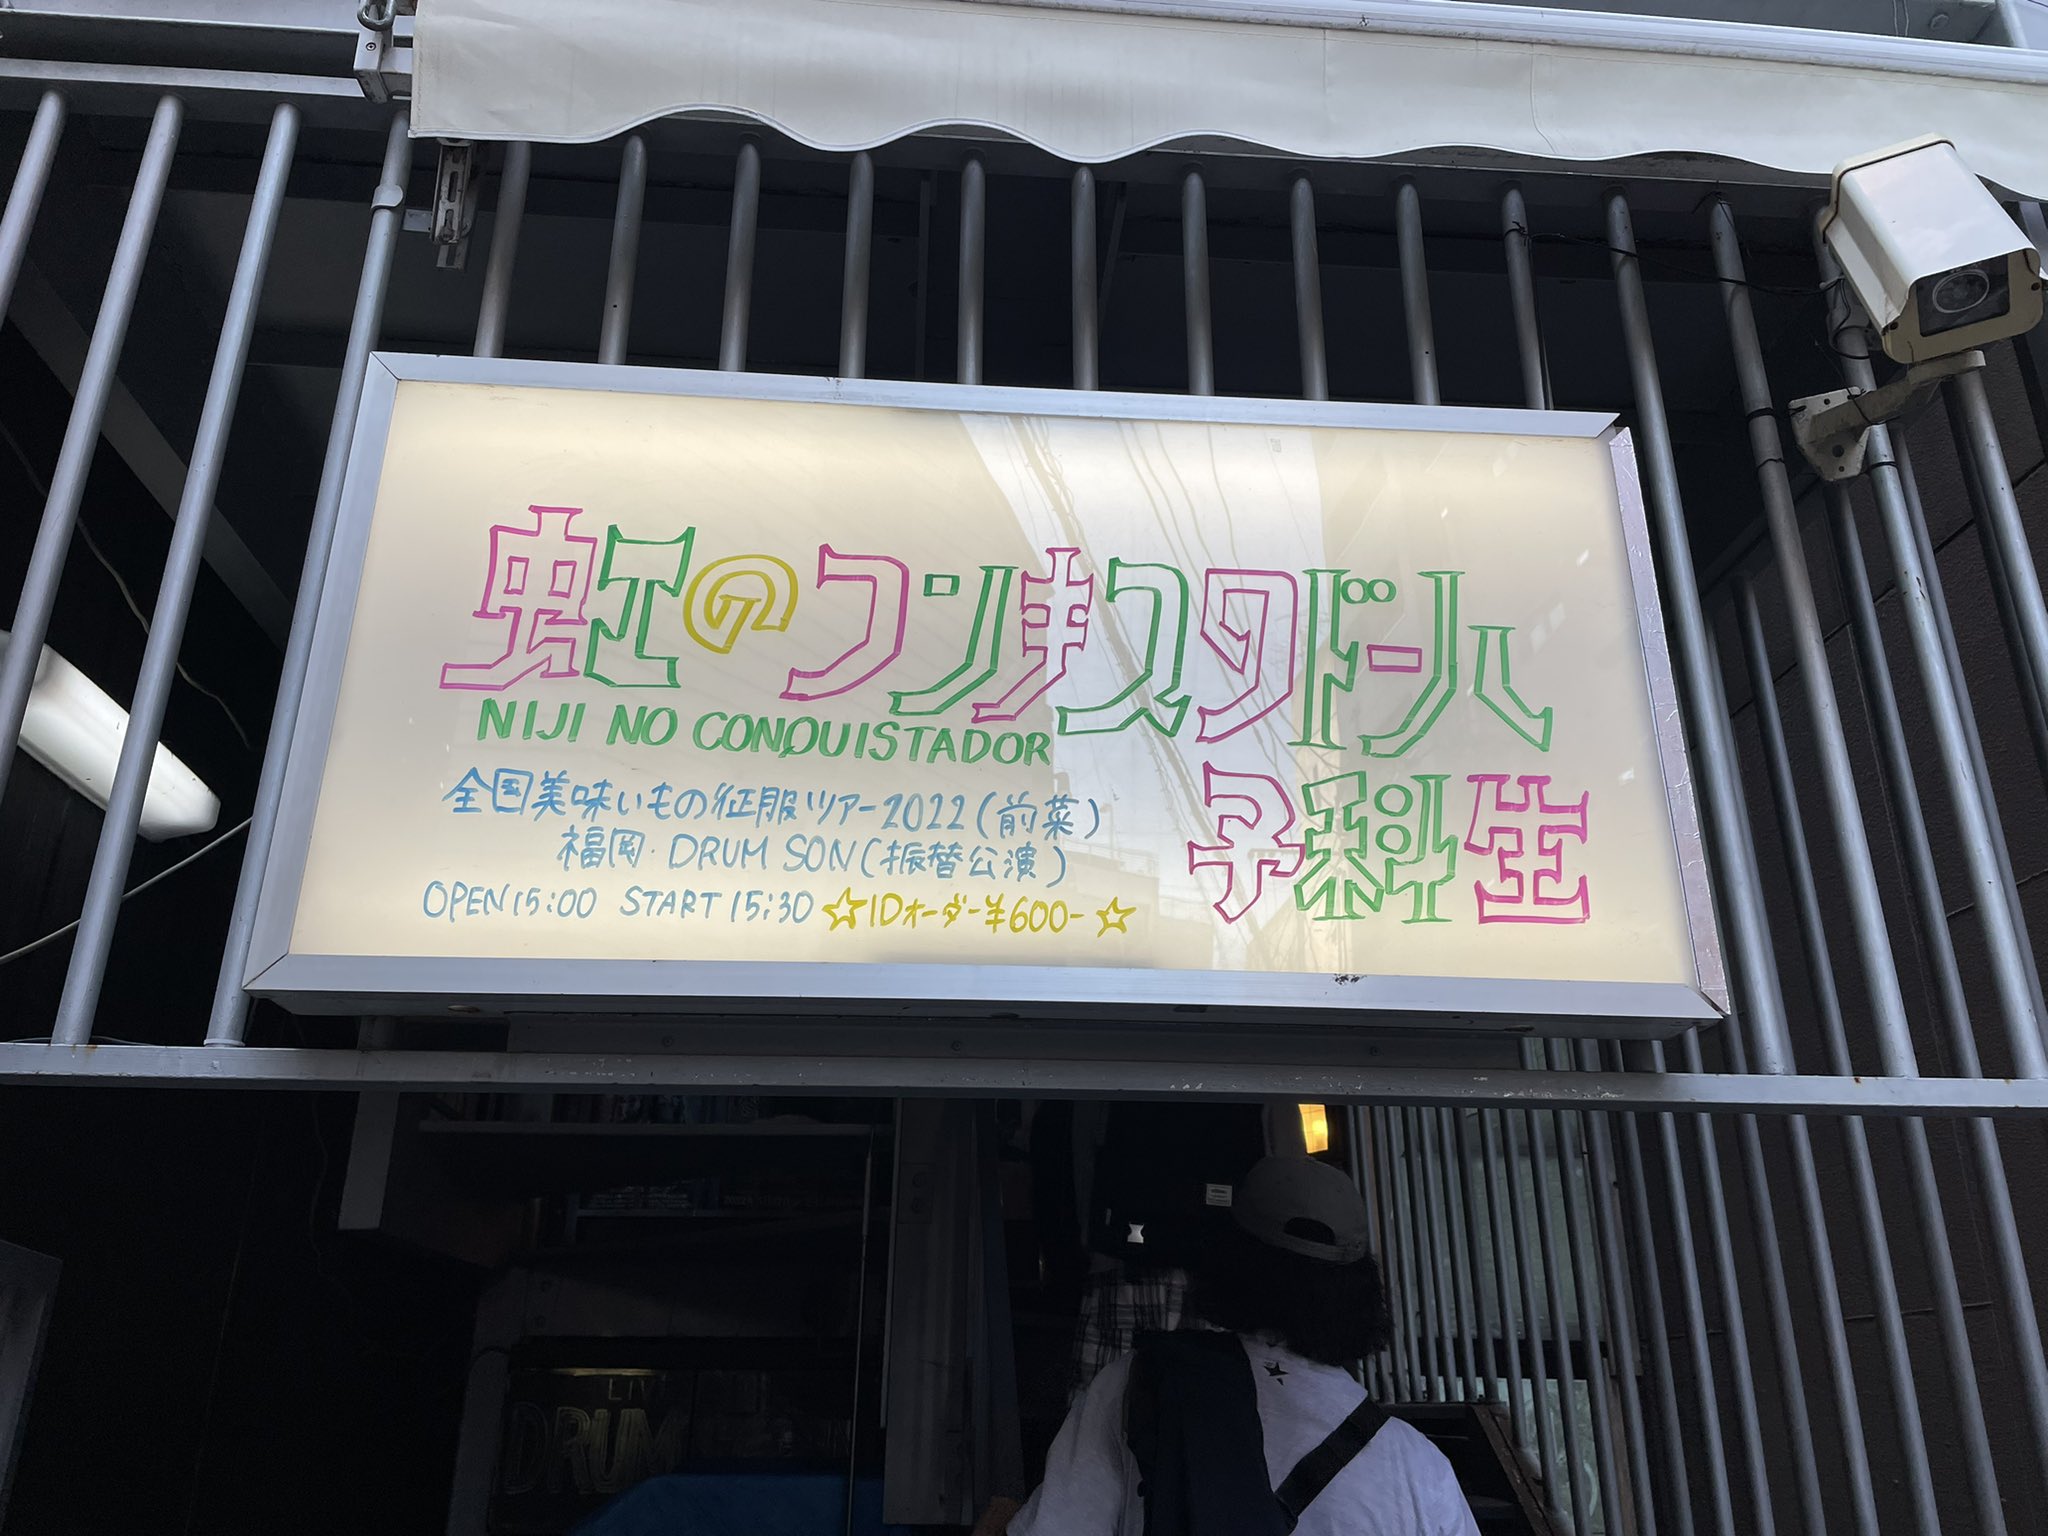 虹のコンキスタドール
NIJI NO CONQUISTADOR
予科生
全国美味いもの征服ツアー2022(前菜)
福岡・DRUM SON(振替公演)
OPEN 15:00 START 15:30 ☆1Dオーダー¥600-☆
DRUM